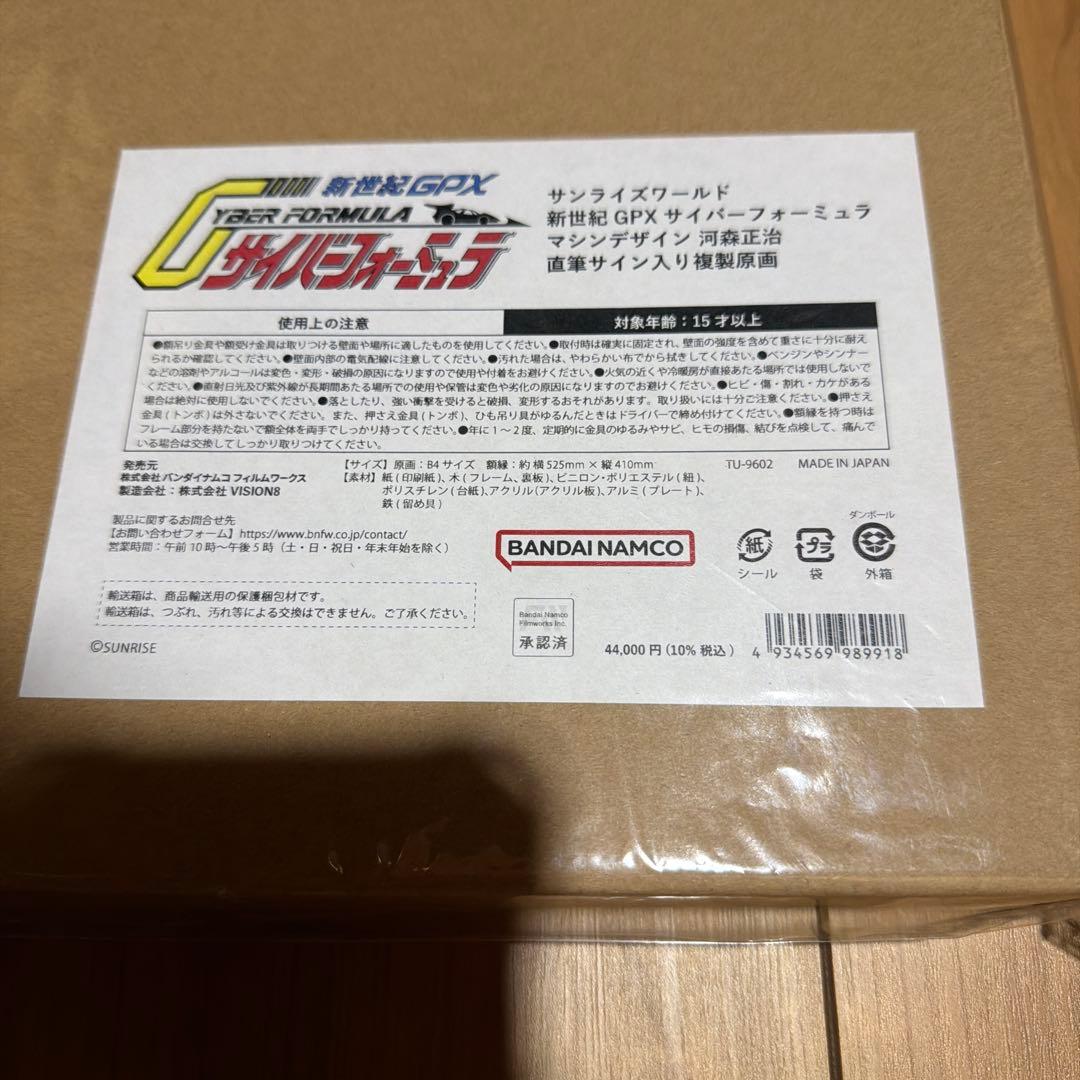 新世紀GPX
CYBER FORMULA
サイバーフォーミュラ
サンライズワールド
新世紀 GPX サイバーフォーミュラ
マシンデザイン 河森正治
直筆サイン入り複製原画
使用上の注意
対象年齢：15才以上
●額吊り金具や額受け金具は取りつける壁面や場所に適したものを使用してください。●取付時は確実に固定され、壁面の強度を含めて重さに十分に耐え
られるか確認してください。●壁面内部の電気配線に注意してください。●汚れた場合は、やわらかい布でから拭きしてください。●ベンジンやシンナー
などの溶剤やアルコールは変色・変形・破損の原因になりますので使用や付着をお避けください。●火気の近くや冷暖房が直接あたる場所では使用しないで
ください。●直射日光及び紫外線が長期間あたる場所での使用や保管は変色や劣化の原因になりますのでお避けください。●ヒビ・傷・割れ・カケがある
場合は絶対に使用しないでください。●落としたり、強い衝撃を受けると破損、変形するおそれがあります。取り扱いには十分ご注意ください。●押さえ
金具(トンボ)は外さないでください。また、押さえ金具(トンボ)、ひも吊り具がゆるんだときはドライバーで締め付けてください。●額縁を持つ時は
フレーム部分を持たないで額全体を両手でしっかり持ってください。●年に1～2度、定期的に金具のゆるみやサビ、ヒモの損傷、結びを点検して、痛んで
いる場合は交換してしっかり取りつけてください。
発売元
株式会社バンダイナムコフィルムワークス
製造会社：株式会社 VISION8
【サイズ】原画：B4サイズ 額縁：約横525mm×縦410mm
【素材】紙(印刷紙)、木(フレーム、裏板)、ビニロン・ポリエステル(紐)、
ポリスチレン(台紙)、アクリル(アクリル板)、アルミ(プレート)、
鉄(留め具)
TU-9602 MADE IN JAPAN
製品に関するお問合せ先
【お問い合わせフォーム】https://www.bnfw.co.jp/contact/
営業時間：午前10時～午後5時（土・日・祝日・年末年始を除く）
BANDAI NAMCO
紙
シール
プラ
袋
ダンボール
外箱
輸送箱は、商品輸送用の保護梱包材です。
輸送箱は、つぶれ、汚れ等による交換はできません。ご了承ください。
©SUNRISE
Bandai Namco
Filmworks Inc.
承認済
44,000円(10%税込)
4 934569 989918